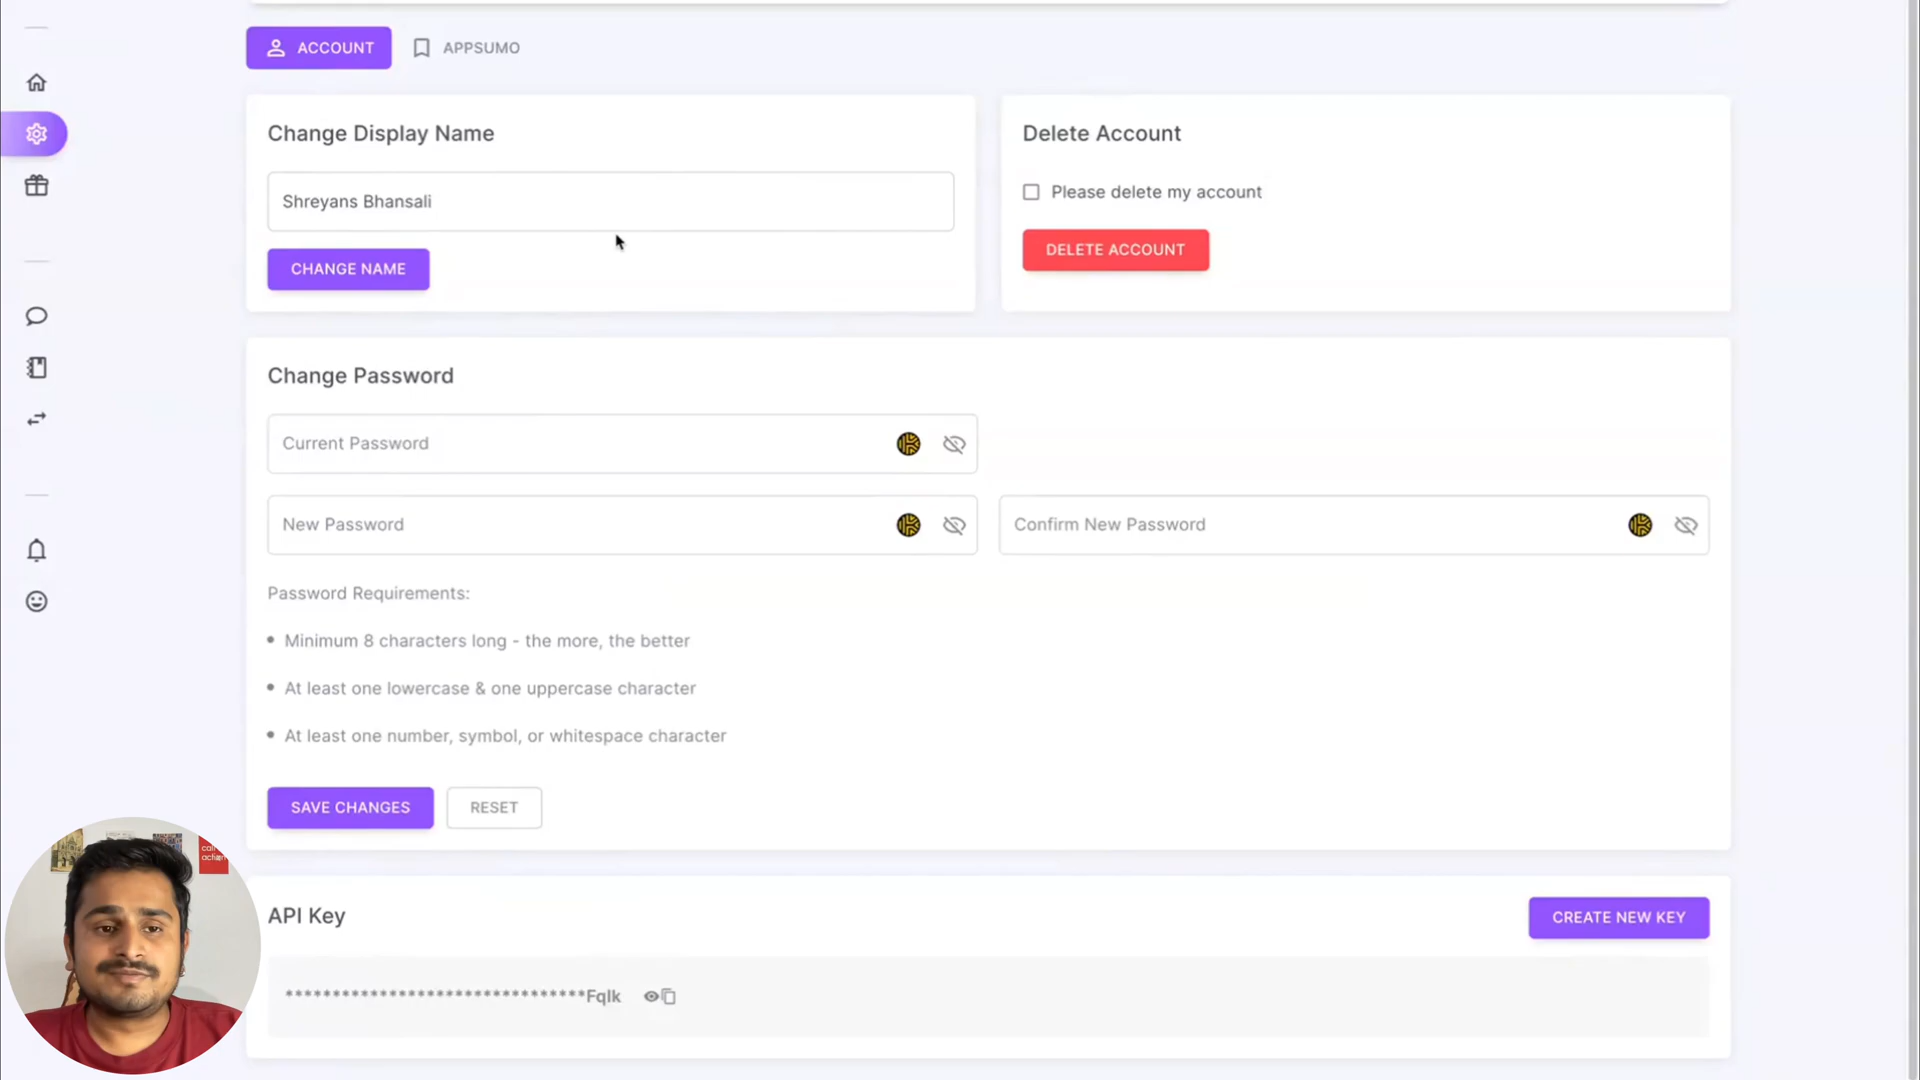 ACCOUNT
APPSUMO
Change Display Name
Shreyans Bhansali
CHANGE NAME
Delete Account
Please delete my account
DELETE ACCOUNT
Change Password
Current Password
New Password
Confirm New Password
Password Requirements:
Minimum 8 characters long - the more, the better
At least one lowercase & one uppercase character
At least one number, symbol, or whitespace character
SAVE CHANGES
RESET
API Key
CREATE NEW KEY
********************************Fqlk